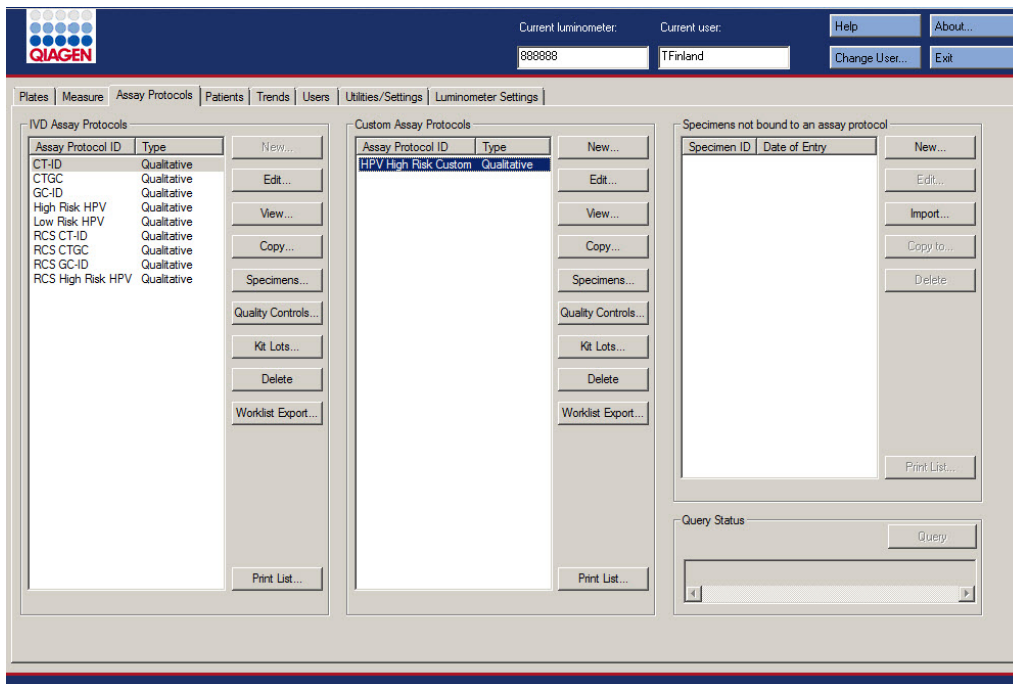 QIAGEN
Current luminometer:
Current user:
888888
TFinland
Help
About...
Change User...
Exit
Plates
Measure
Assay Protocols
Patients
Trends
Users
Utilities/Settings
Luminometer Settings
IVD Assay Protocols
Assay Protocol ID Type
CT-ID Qualitative
CTGC Qualitative
GC-ID Qualitative
High Risk HPV Qualitative
Low Risk HPV Qualitative
RCS CT-ID Qualitative
RCS CTGC Qualitative
RCS GC-ID Qualitative
RCS High Risk HPV Qualitative
New...
Edit...
View...
Copy...
Specimens...
Quality Controls...
Kit Lots...
Delete
Worklist Export...
Print List...
Custom Assay Protocols
Assay Protocol ID Type
HPV High Risk Custom Qualitative
New...
Edit...
View...
Copy...
Specimens...
Quality Controls...
Kit Lots...
Delete
Worklist Export...
Print List...
Specimens not bound to an assay protocol
Specimen ID Date of Entry
New...
Edit...
Import...
Copy to...
Delete
Print List...
Query Status
Query